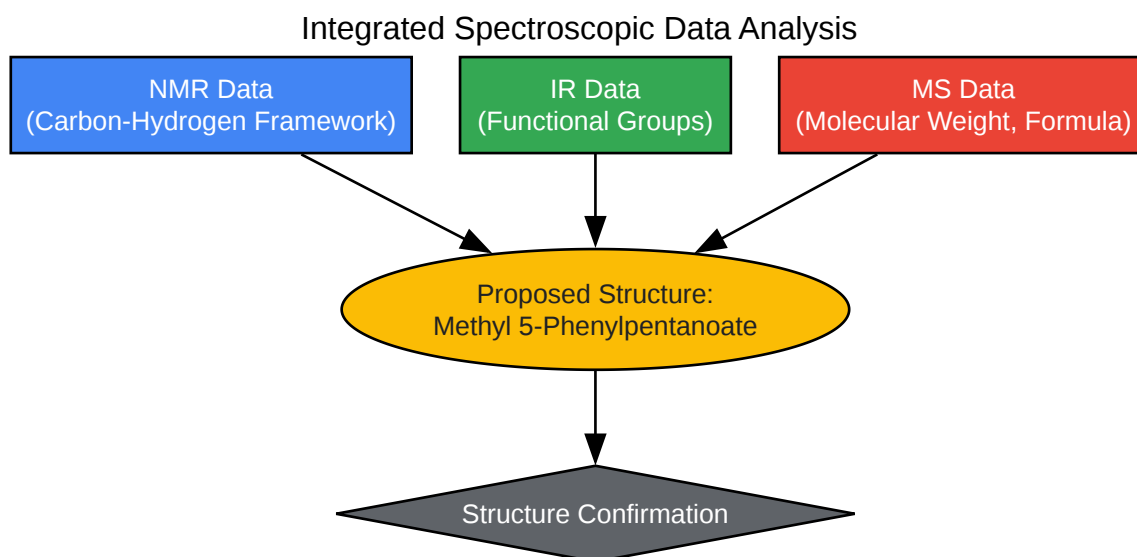 Integrated Spectroscopic Data Analysis
NMR Data
(Carbon-Hydrogen Framework)
IR Data
(Functional Groups)
MS Data
(Molecular Weight, Formula)
Proposed Structure:
Methyl 5-Phenylpentanoate
Structure Confirmation